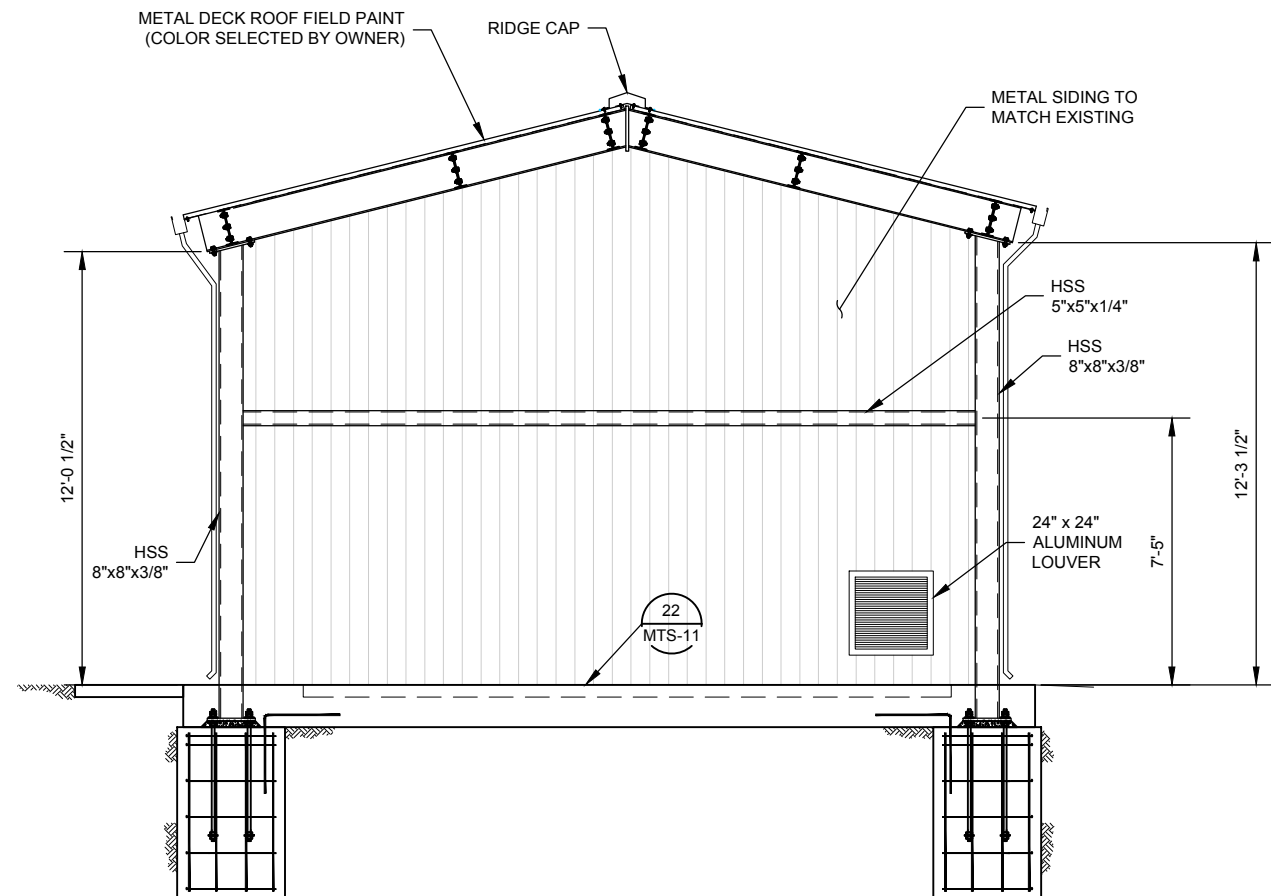 METAL DECK ROOF FIELD PAINT
(COLOR SELECTED BY OWNER)
RIDGE CAP
METAL SIDING TO
MATCH EXISTING
HSS
5"x5"x1/4"
HSS
8"x8"x3/8"
12'-0 1/2"
12'-3 1/2"
7'-5"
24" x 24"
ALUMINUM
LOUVER
HSS
8"x8"x3/8"
22
MTS-11